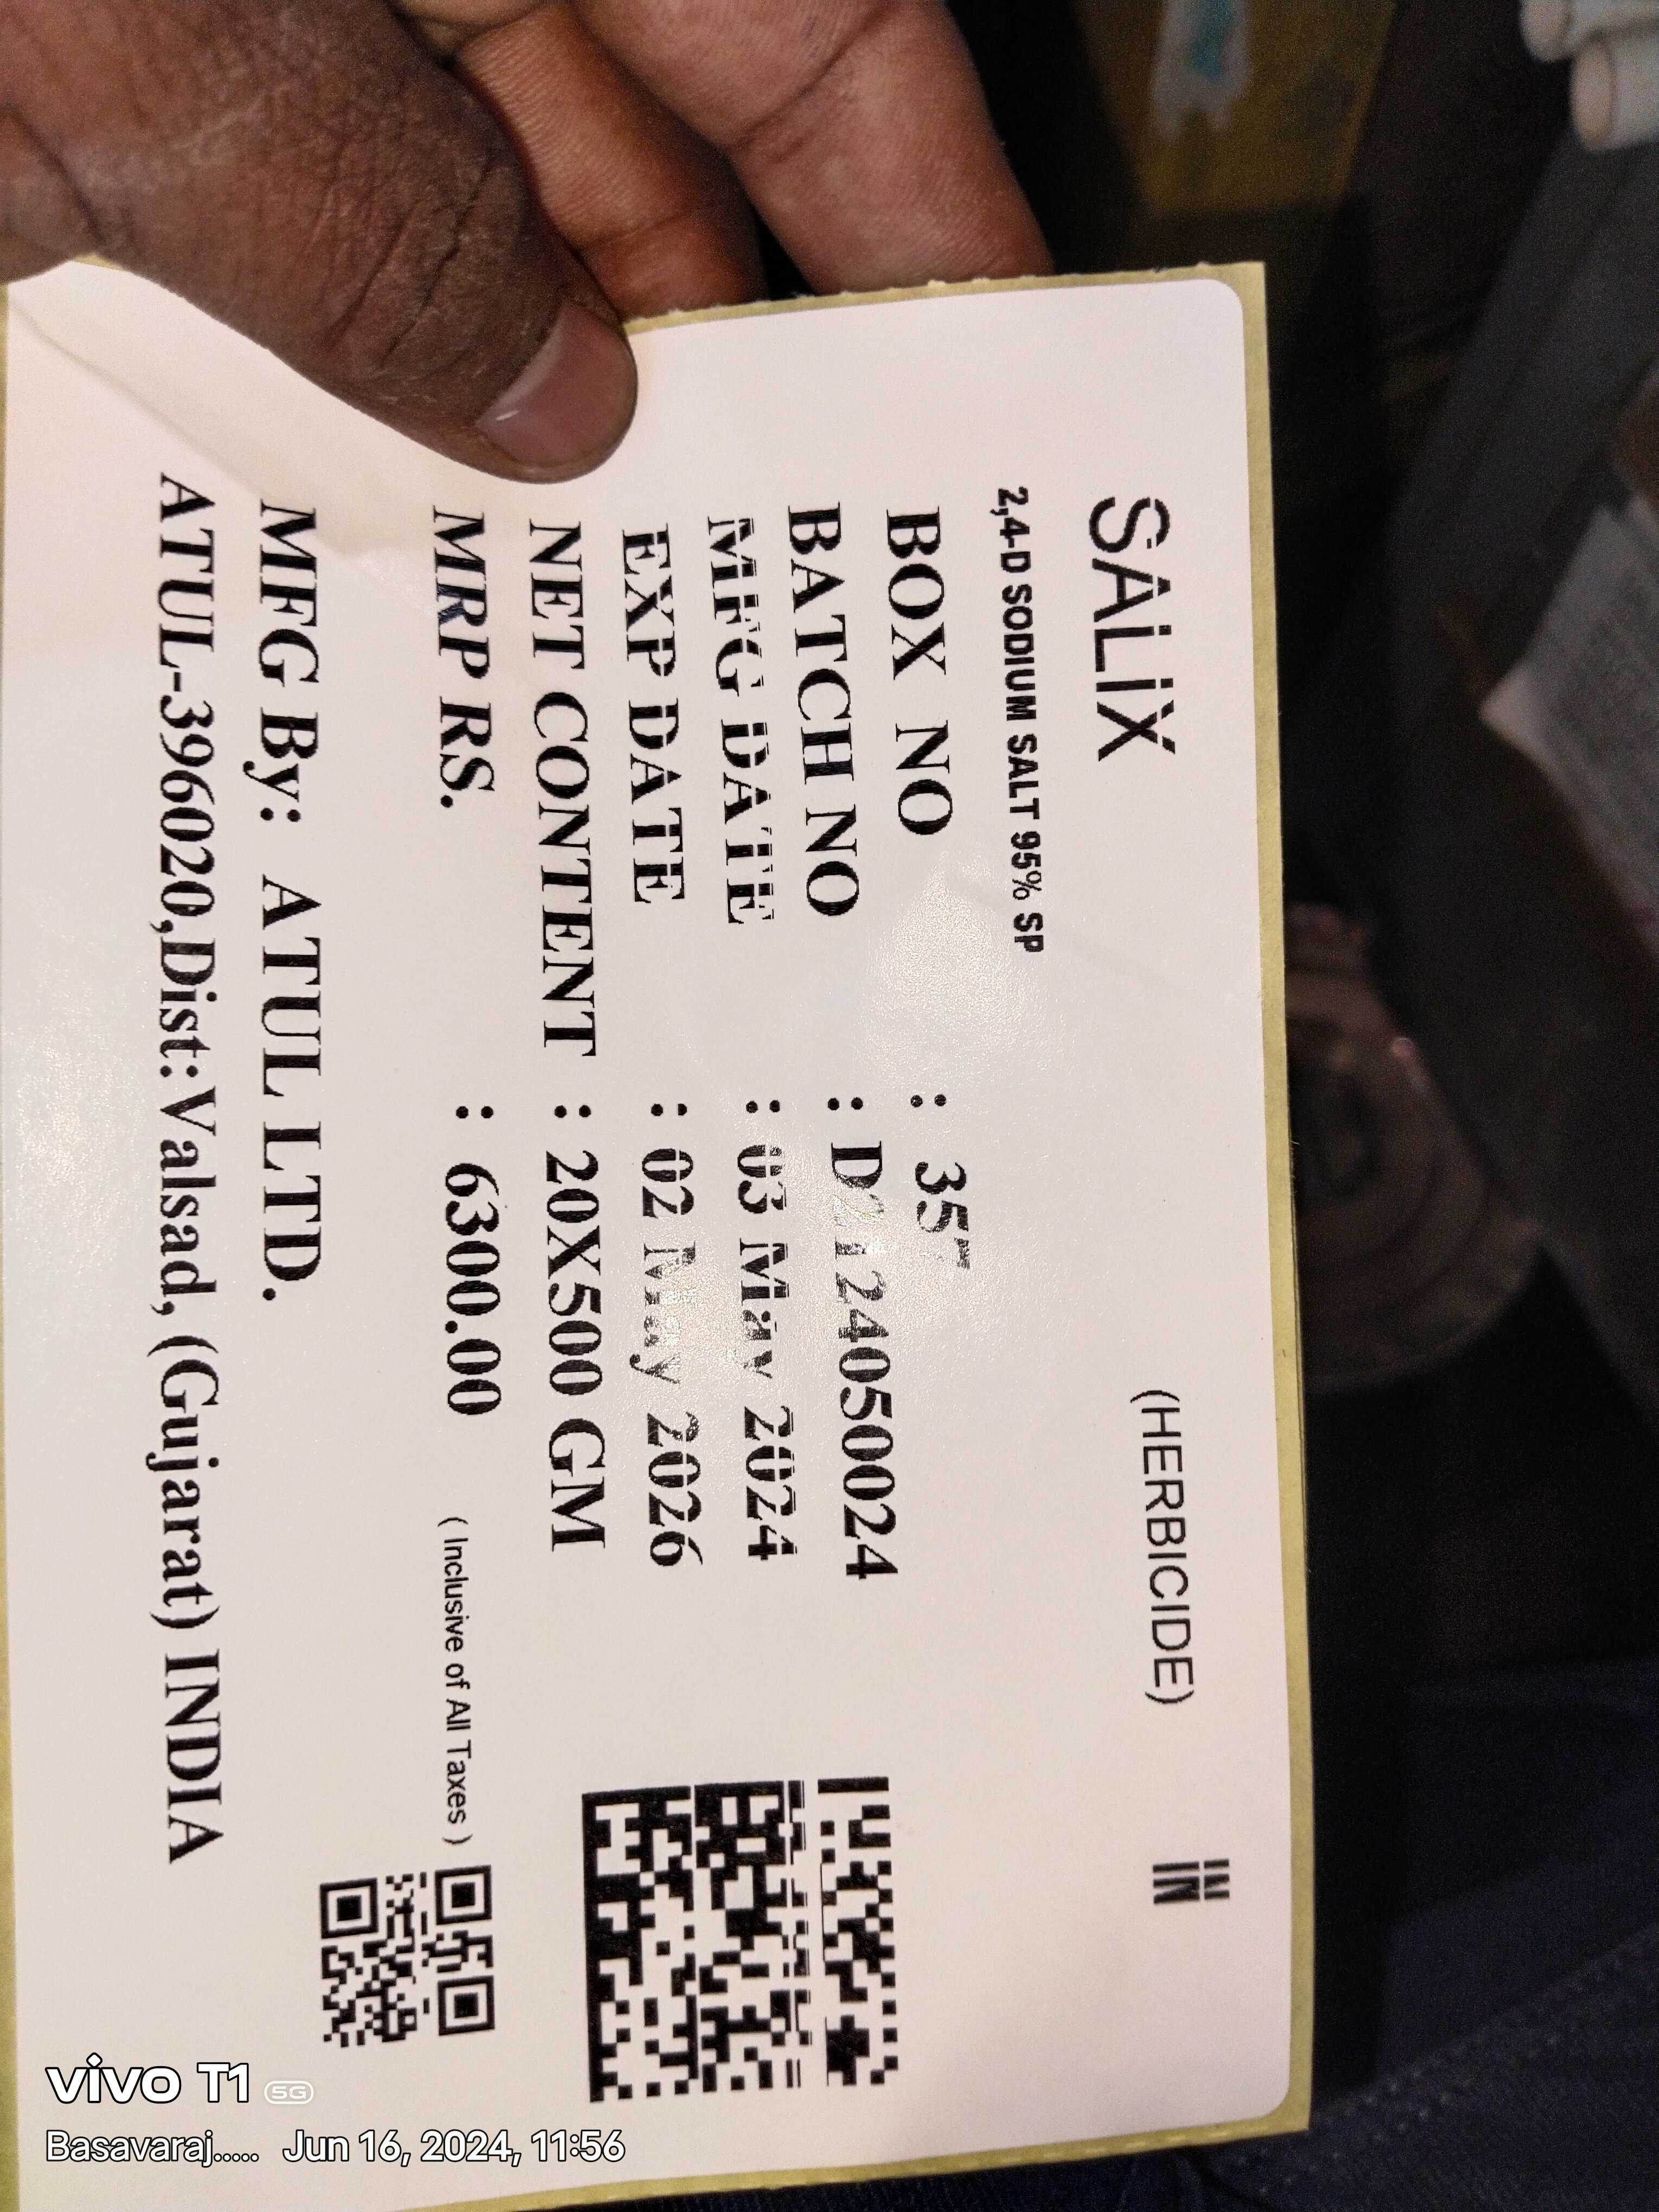 SALIX (HERBICIDE)
2,4-D SODIUM SALT 95% SP
BOX NO :
BATCH NO :
MFG DATE : 03 May 2024
EXP DATE : 02 May 2026
NET CONTENT : 20X500 GM
MRP RS. : 6300.00 ( Inclusive of All Taxes )
MFG By: ATUL LTD.
ATUL-396020,Dist:Valsad, (Gujarat) INDIA
vivo T1 5G
Basavaraj..... Jun 16, 2024, 11:56